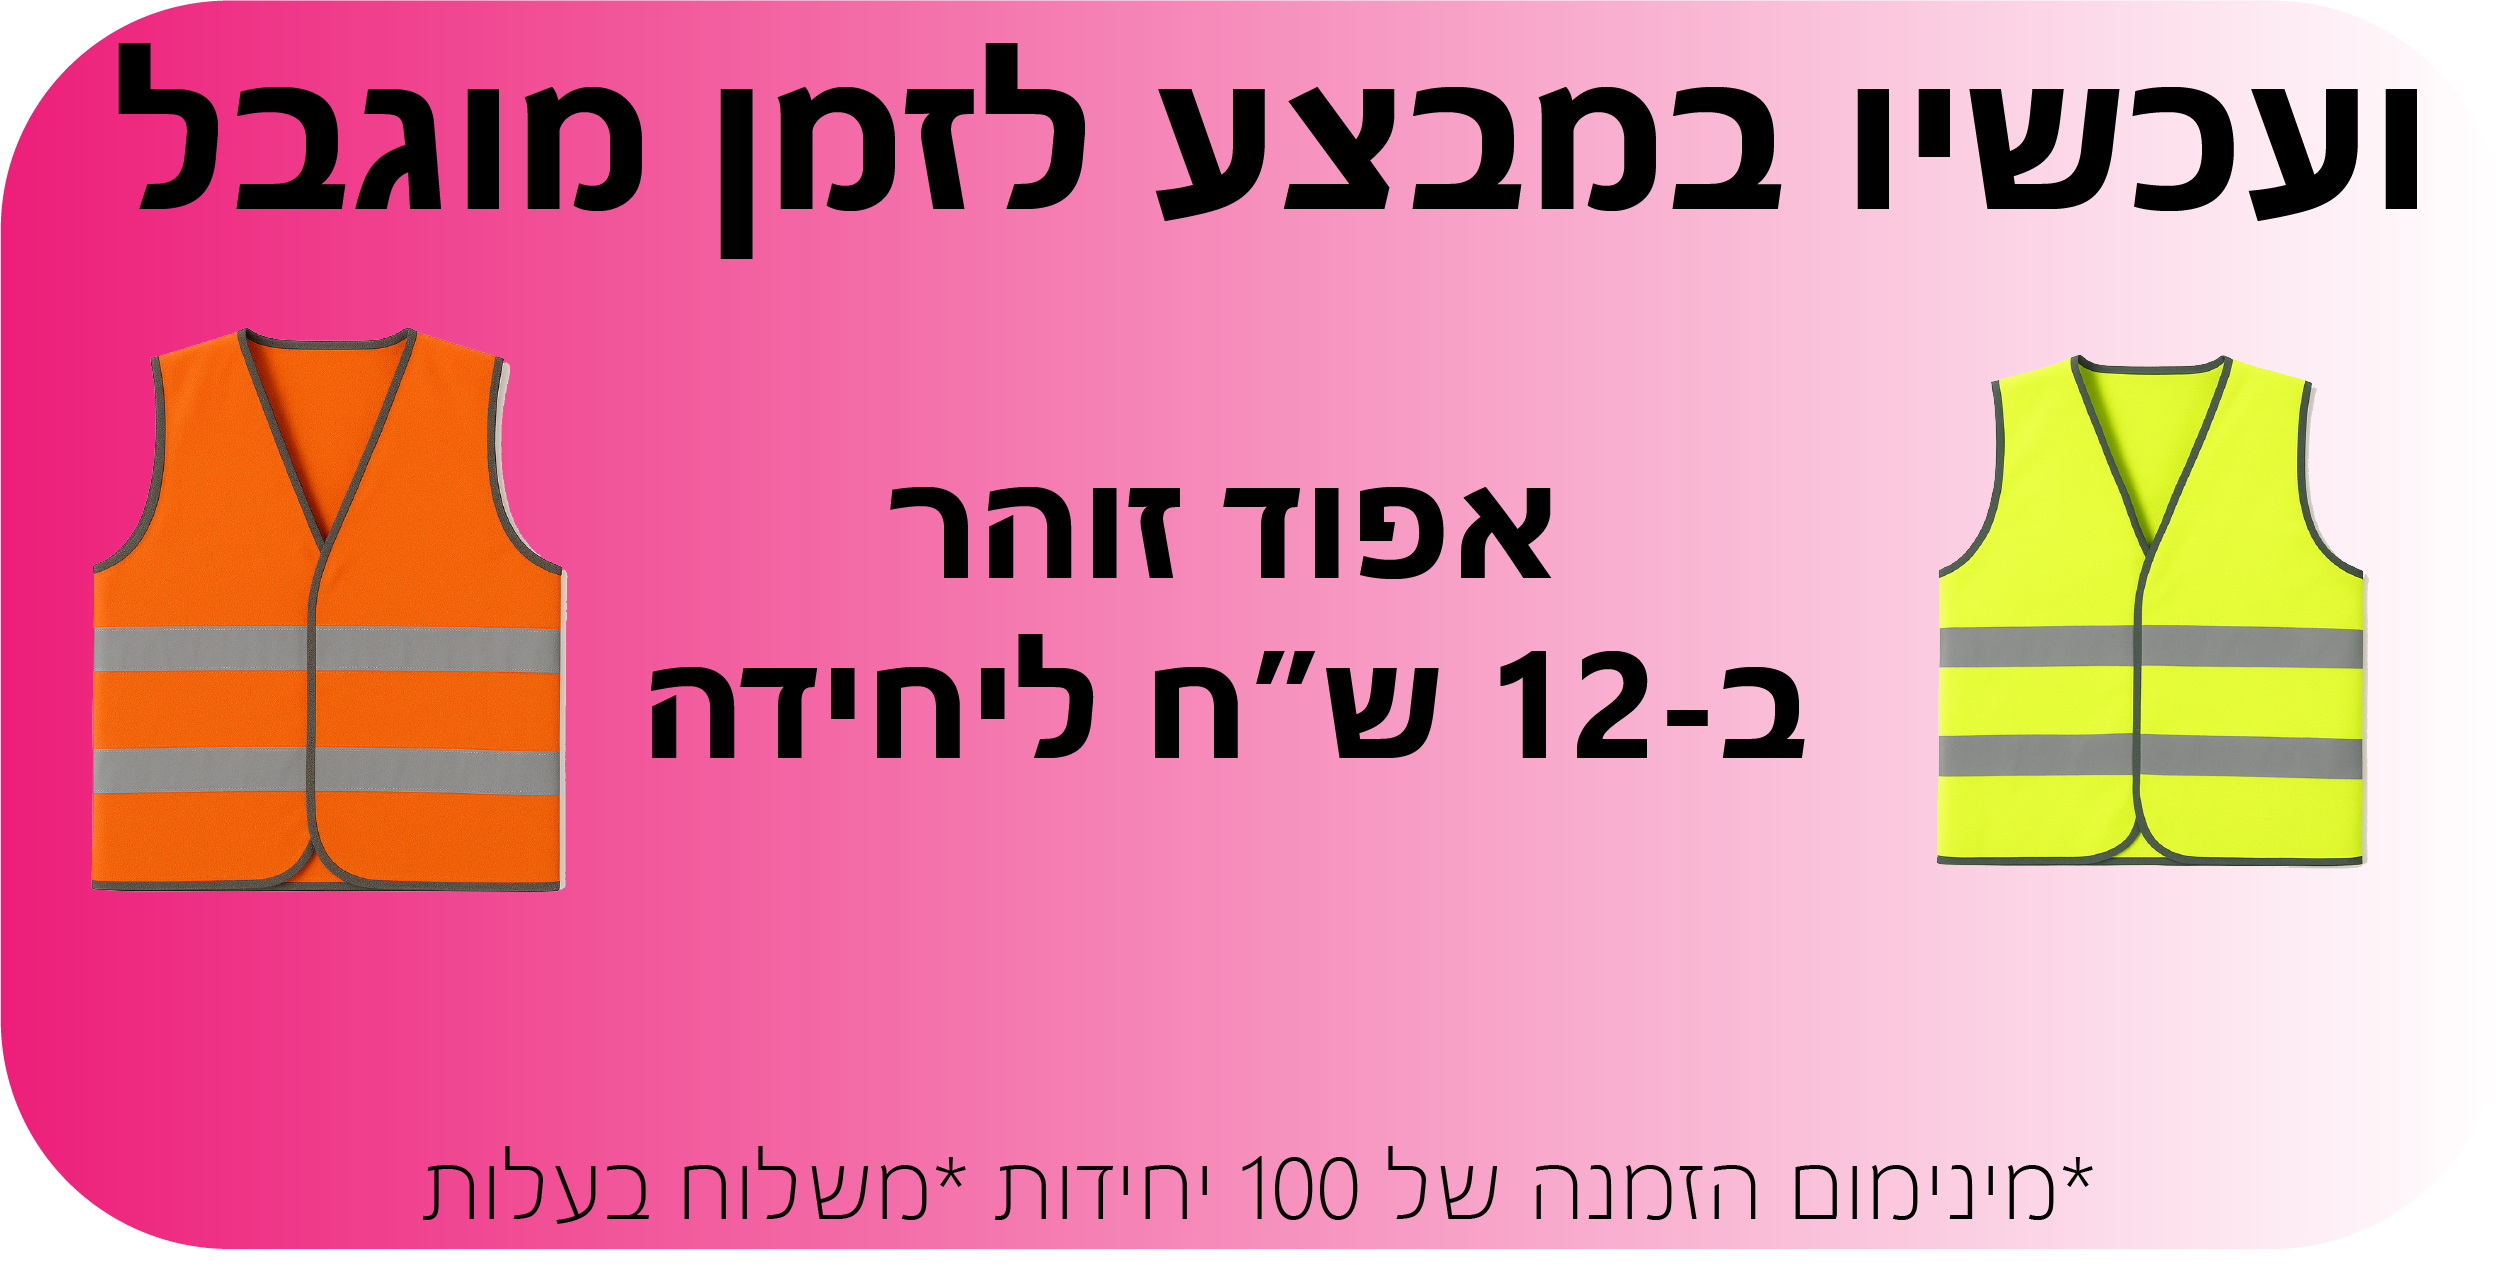 ועכשיו במבצע לזמן מוגבל
אפוד זוהר
ב-12 ש״ח ליחידה
*מינימום הזמנה של 100 יחידות *משלוח בעלות